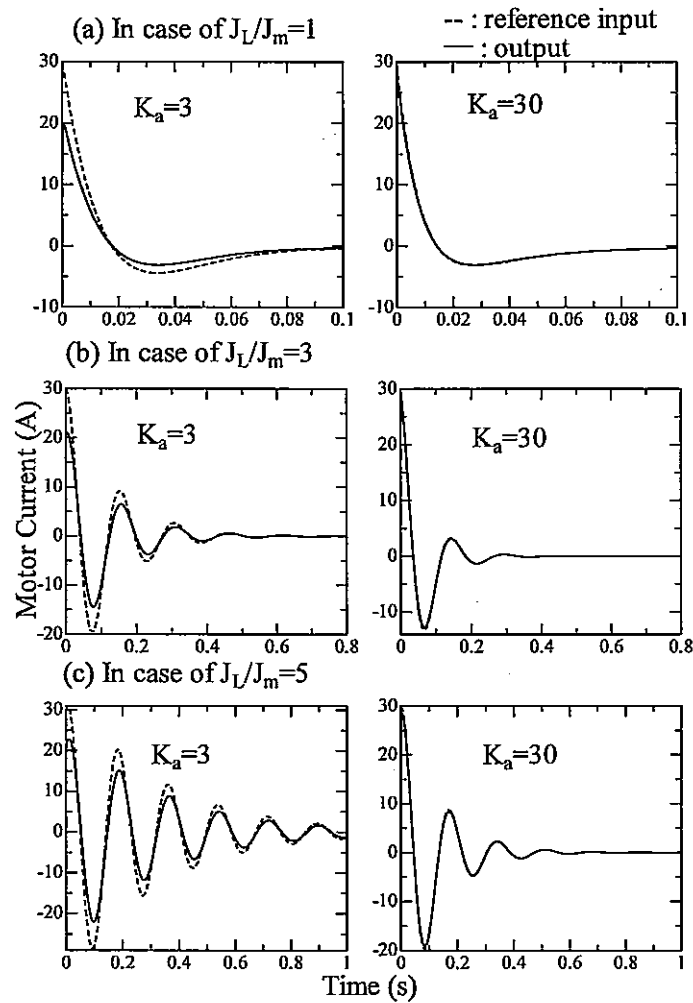 (a) In case of J_L/J_m=1
--- : reference input
— : output
30
20
10
0
-10
K_a=3
0 0.02 0.04 0.06 0.08 0.1
30
20
10
0
-10
K_a=30
0 0.02 0.04 0.06 0.08 0.1
(b) In case of J_L/J_m=3
Motor Current (A)
30
20
10
0
-10
-20
K_a=3
0 0.2 0.4 0.6 0.8
30
20
10
0
-10
K_a=30
0 0.2 0.4 0.6 0.8
(c) In case of J_L/J_m=5
30
20
10
0
-10
-20
K_a=3
0 0.2 0.4 0.6 0.8 1
30
20
10
0
-10
-20
K_a=30
0 0.2 0.4 0.6 0.8 1
Time (s)